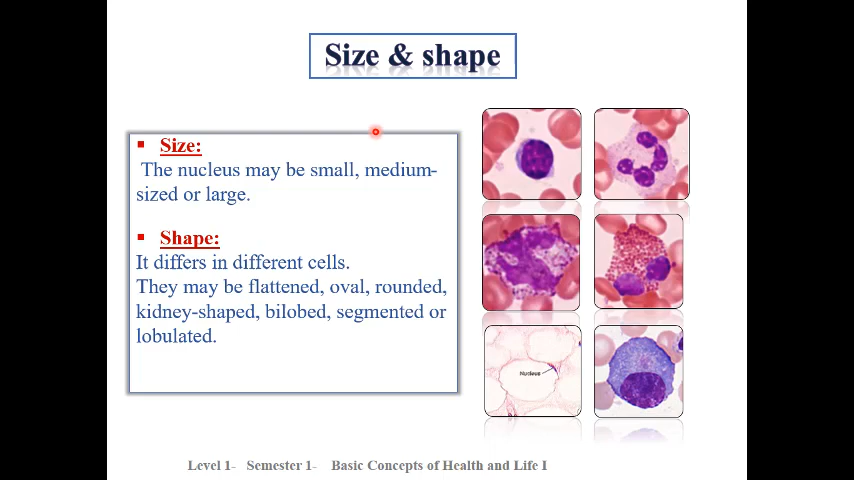 Size & shape
Size:
The nucleus may be small, medium-
sized or large.
Shape:
It differs in different cells.
They may be flattened, oval, rounded,
kidney-shaped, bilobed, segmented or
lobulated.
Nucleus
Level 1- Semester 1- Basic Concepts of Health and Life I